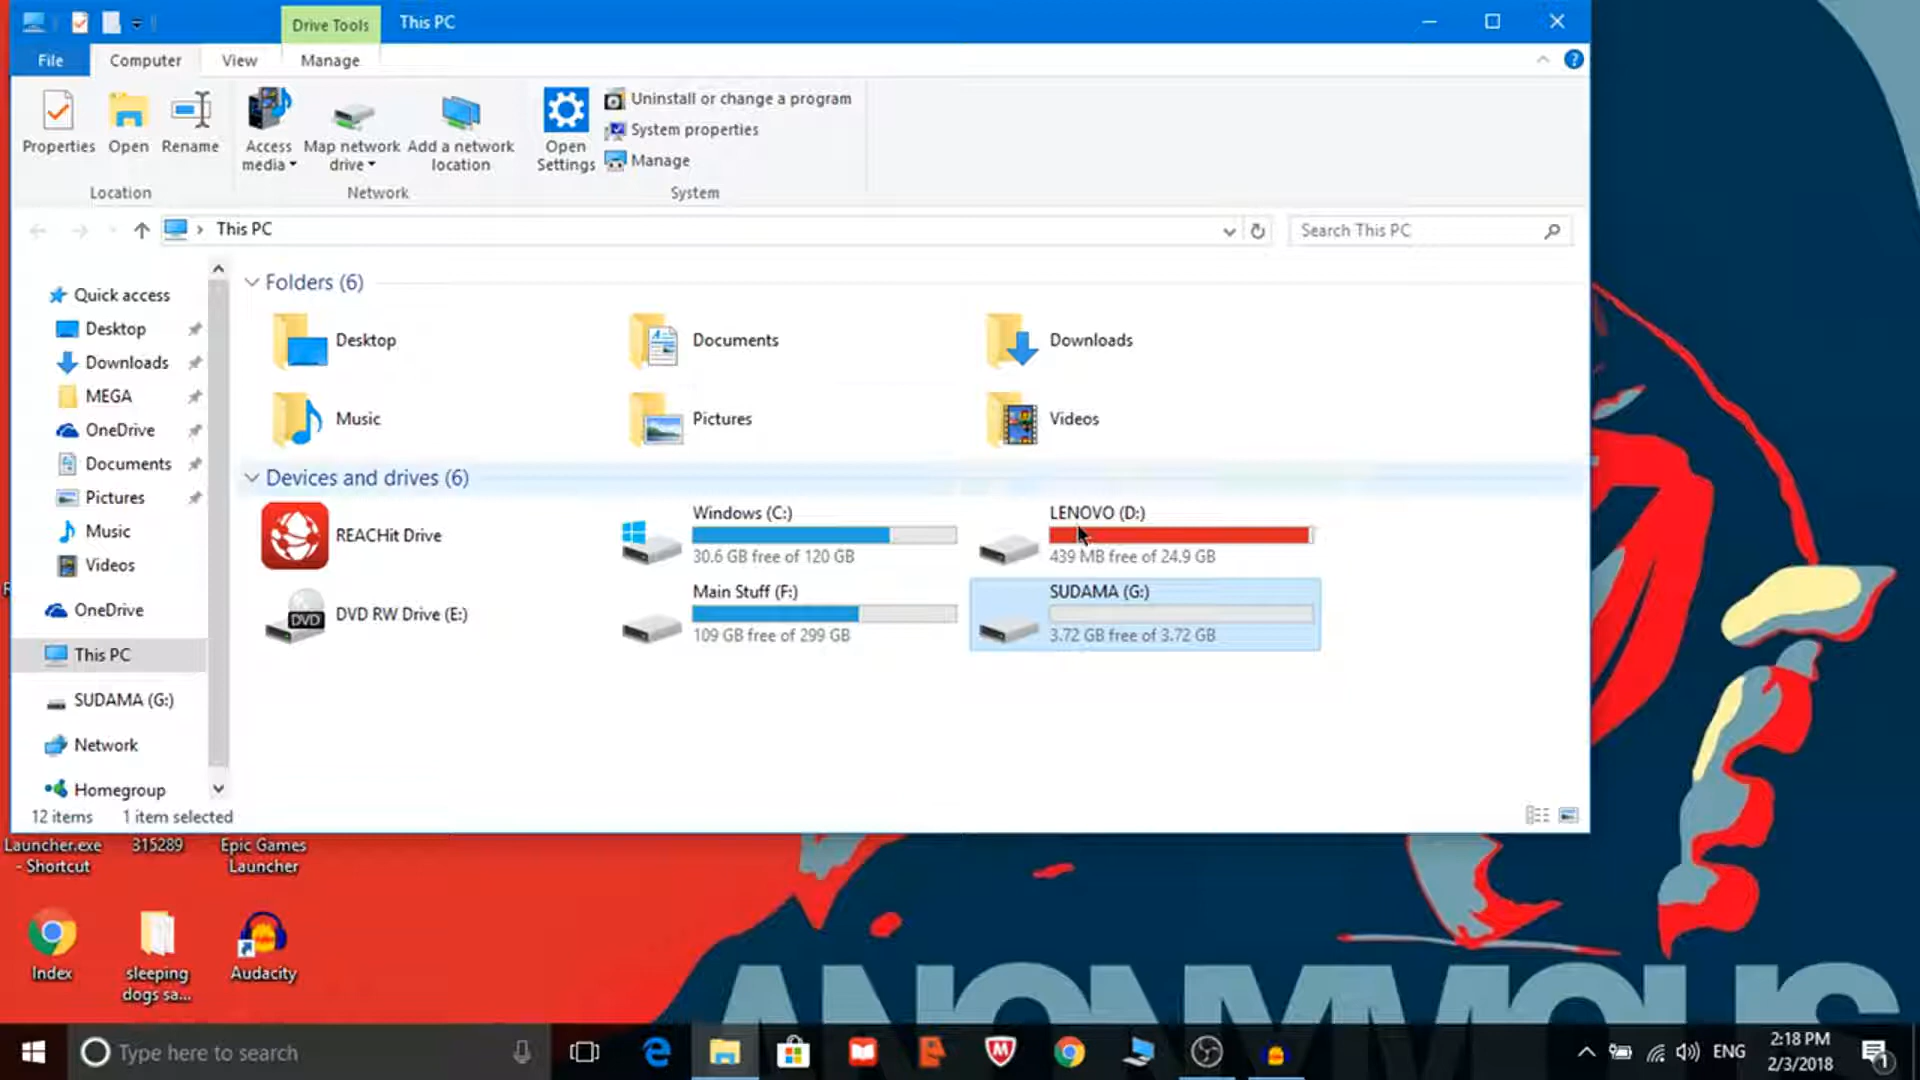 Drive Tools
This PC
File
Computer
View
Manage
Properties
Open
Rename
Access media
Map network drive
Add a network location
Open Settings
Uninstall or change a program
System properties
Manage
Location
Network
System
This PC
Search This PC
Quick access
Desktop
Downloads
MEGA
OneDrive
Documents
Pictures
Music
Videos
OneDrive
This PC
SUDAMA (G:)
Network
Homegroup
Folders (6)
Desktop
Documents
Downloads
Music
Pictures
Videos
Devices and drives (6)
REACHit Drive
Windows (C:)
30.6 GB free of 120 GB
LENOVO (D:)
439 MB free of 24.9 GB
DVD
DVD RW Drive (E:)
Main Stuff (F:)
109 GB free of 299 GB
SUDAMA (G:)
3.72 GB free of 3.72 GB
12 items
1 item selected
Launcher.exe
- Shortcut
315289
Epic Games
Launcher
Index
sleeping
dogs sa...
Audacity
ANONYMOUS
Type here to search
ENG
2:18 PM
2/3/2018
1